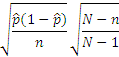 √(p̂(1 − p̂)/n) √((N − n)/(N − 1))